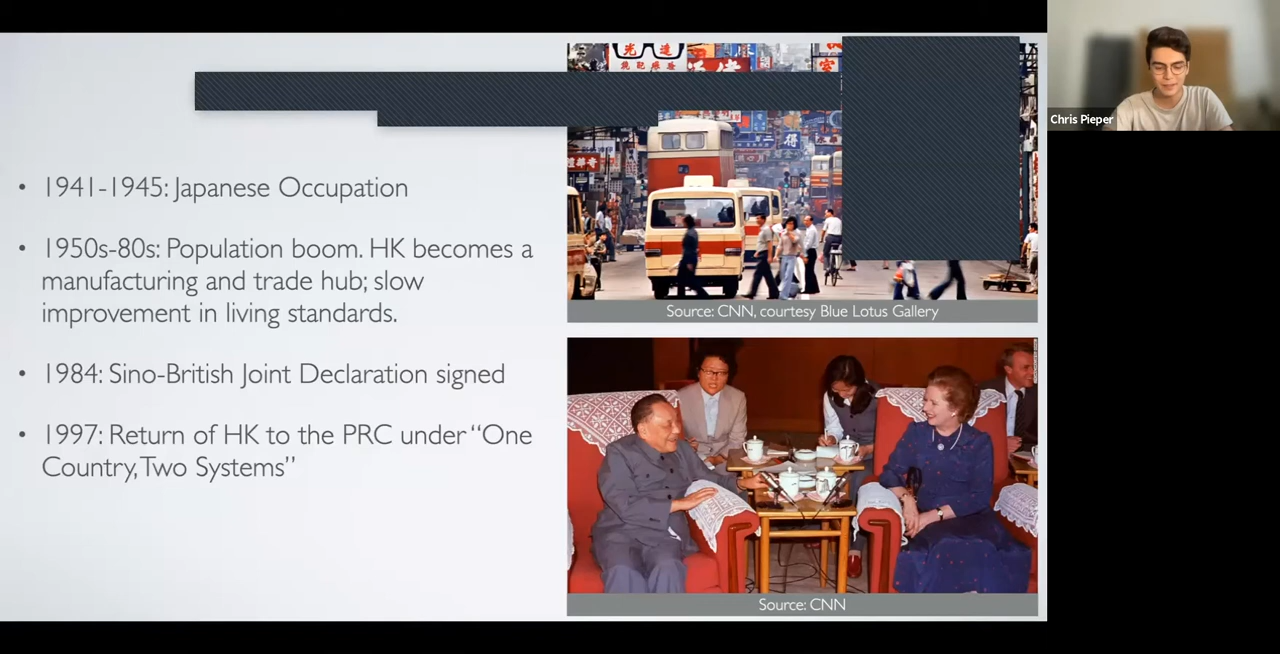 • 1941-1945: Japanese Occupation
• 1950s-80s: Population boom. HK becomes a
manufacturing and trade hub; slow
improvement in living standards.
• 1984: Sino-British Joint Declaration signed
• 1997: Return of HK to the PRC under “One
Country, Two Systems”
Source: CNN, courtesy Blue Lotus Gallery
Source: CNN
Chris Pieper